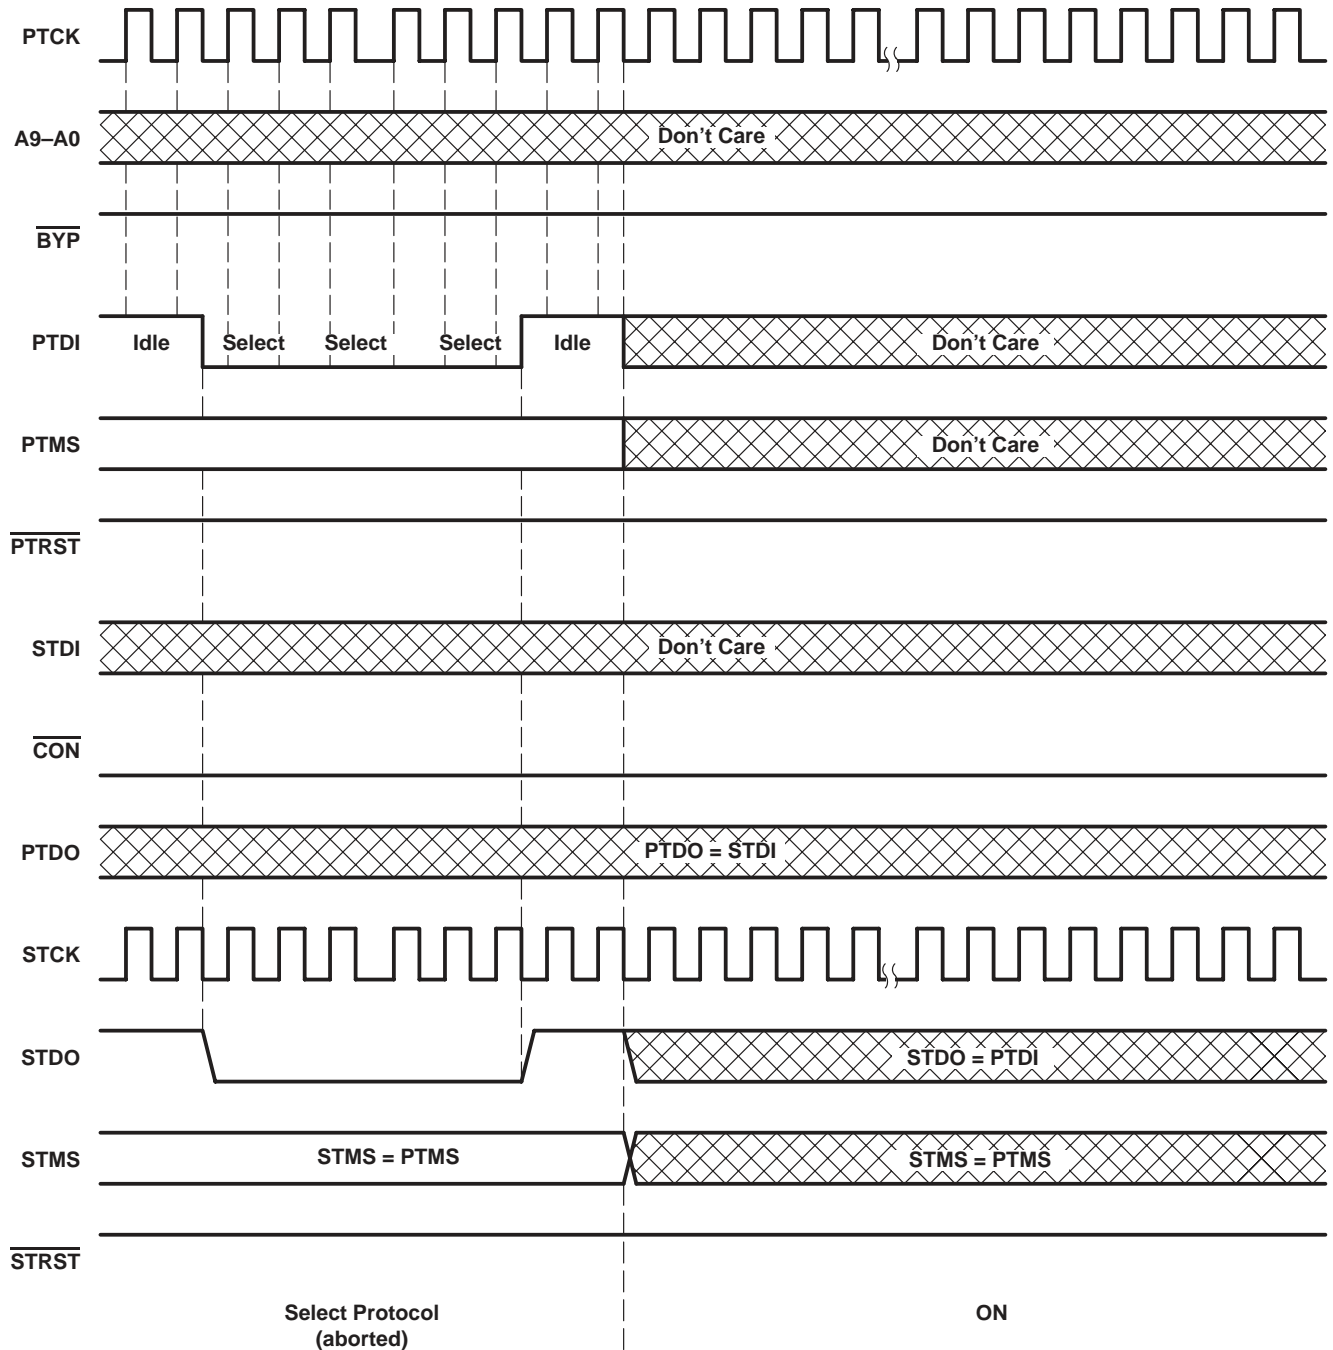 PTCK
A9–A0
Don't Care
BYP
PTDI
Idle
Select
Select
Select
Idle
Don't Care
PTMS
Don't Care
PTRST
STDI
Don't Care
CON
PTDO
PTDO = STDI
STCK
STDO
STDO = PTDI
STMS
STMS = PTMS
STMS = PTMS
STRST
Select Protocol
(aborted)
ON